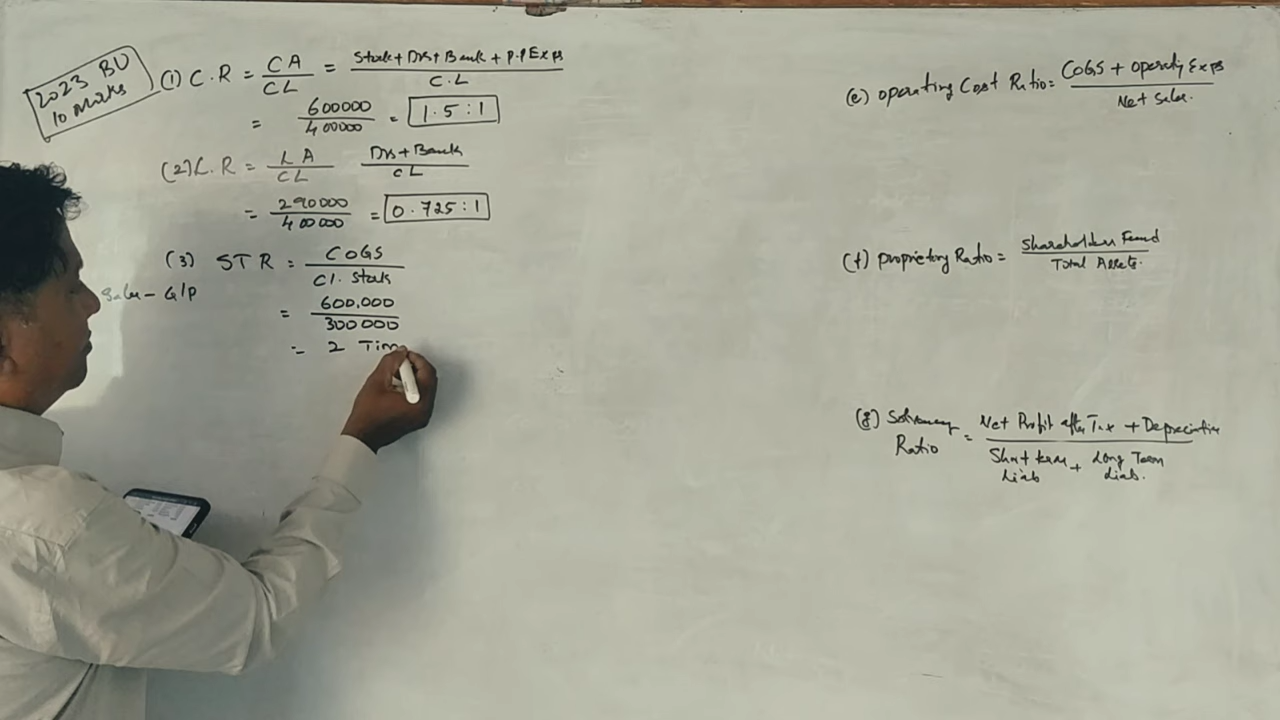 2023 BU
10 Marks
(1) C.R = CA / CL = Stock + Drs + Bank + P.P Exps / C.L
= 600000 / 400000 = 1.5:1
(2) L.R = LA / CL Drs + Bank / CL
= 290000 / 400000 = 0.725:1
(3) STR = COGS / Cl. Stock
Sales - G/P
= 600,000 / 300000
= 2 Tim
(e) Operating Cost Ratio = COGS + Operating Exps / Net Sales.
(f) Proprietory Ratio = Shareholders Fund / Total Assets.
(g) Solvency Ratio = Net Profit after Tax + Depreciation / Short term Liab + Long Term Liab.